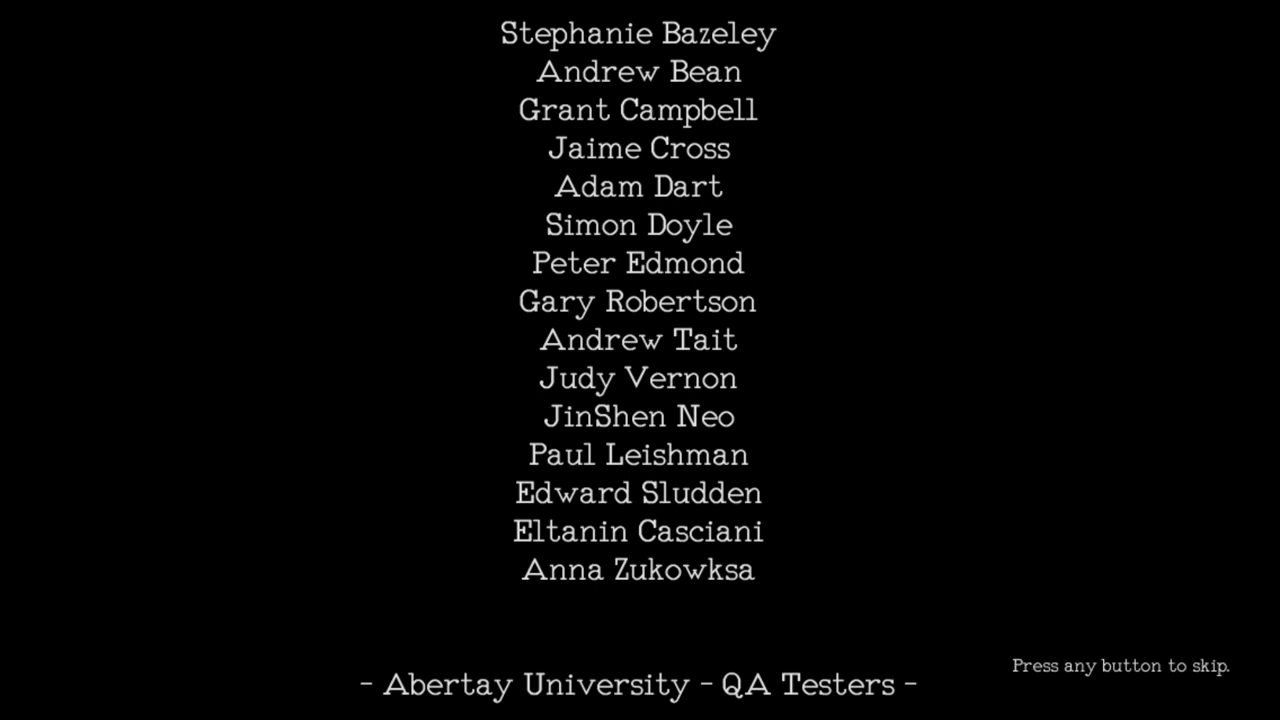 Stephanie Bazeley
Andrew Bean
Grant Campbell
Jaime Cross
Adam Dart
Simon Doyle
Peter Edmond
Gary Robertson
Andrew Tait
Judy Vernon
JinShen Neo
Paul Leishman
Edward Sludden
Eltanin Casciani
Anna Zukowksa
Press any button to skip.
- Abertay University - QA Testers -